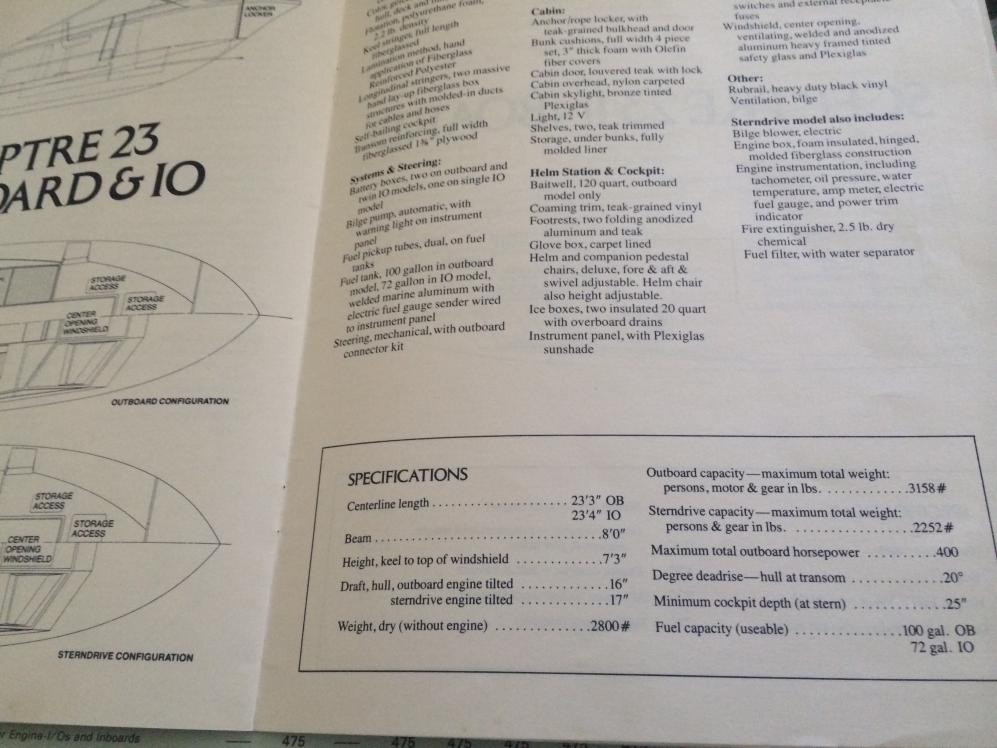 ANCHOR
LOCKER
PTRE 23
OARD & IO
STORAGE
ACCESS
STORAGE
ACCESS
CENTER
OPENING
WINDSHIELD
OUTBOARD CONFIGURATION
STORAGE
ACCESS
STORAGE
ACCESS
CENTER
OPENING
WINDSHIELD
STERNDRIVE CONFIGURATION
hull, deck and
Flotation, polyurethane foam,
2.2 lb. density
Keel stringer, full length
fiberglassed
Lamination method, hand
application of Fiberglass
Reinforced Polyester
Longitudinal stringers, two massive
hand lay-up fiberglass box
structures with molded-in ducts
for cables and hoses
Self-bailing cockpit
Transom reinforcing, full width
fiberglassed 1⅜" plywood
Systems & Steering:
Battery boxes, two on outboard and
twin IO models, one on single IO
model
Bilge pump, automatic, with
warning light on instrument
panel
Fuel pickup tubes, dual, on fuel
tanks
Fuel tank, 100 gallon in outboard
model, 72 gallon in IO model,
welded marine aluminum with
electric fuel gauge sender wired
to instrument panel
Steering, mechanical, with outboard
connector kit
Cabin:
Anchor/rope locker, with
teak-grained bulkhead and door
Bunk cushions, full width 4 piece
set, 3" thick foam with Olefin
fiber covers
Cabin door, louvered teak with lock
Cabin overhead, nylon carpeted
Cabin skylight, bronze tinted
Plexiglas
Light, 12 V
Shelves, two, teak trimmed
Storage, under bunks, fully
molded liner
Helm Station & Cockpit:
Baitwell, 120 quart, outboard
model only
Coaming trim, teak-grained vinyl
Footrests, two folding anodized
aluminum and teak
Glove box, carpet lined
Helm and companion pedestal
chairs, deluxe, fore & aft &
swivel adjustable. Helm chair
also height adjustable.
Ice boxes, two insulated 20 quart
with overboard drains
Instrument panel, with Plexiglas
sunshade
switches and external receptacle
fuses
Windshield, center opening,
ventilating, welded and anodized
aluminum heavy framed tinted
safety glass and Plexiglas
Other:
Rubrail, heavy duty black vinyl
Ventilation, bilge
Sterndrive model also includes:
Bilge blower, electric
Engine box, foam insulated, hinged,
molded fiberglass construction
Engine instrumentation, including
tachometer, oil pressure, water
temperature, amp meter, electric
fuel gauge, and power trim
indicator
Fire extinguisher, 2.5 lb. dry
chemical
Fuel filter, with water separator
SPECIFICATIONS
Centerline length ........................ 23'3" OB
23'4" IO
Beam ........................................ 8'0"
Height, keel to top of windshield ............... 7'3"
Draft, hull, outboard engine tilted ............... 16"
sterndrive engine tilted ............... 17"
Weight, dry (without engine) ................. 2800#
Outboard capacity—maximum total weight:
persons, motor & gear in lbs. ............... 3158#
Sterndrive capacity—maximum total weight:
persons & gear in lbs. .................. 2252#
Maximum total outboard horsepower .......... 400
Degree deadrise—hull at transom .............. 20°
Minimum cockpit depth (at stern) ............. 25"
Fuel capacity (useable) ............... 100 gal. OB
72 gal. IO
r Engine-I/Os and Inboards 475 475 475 475